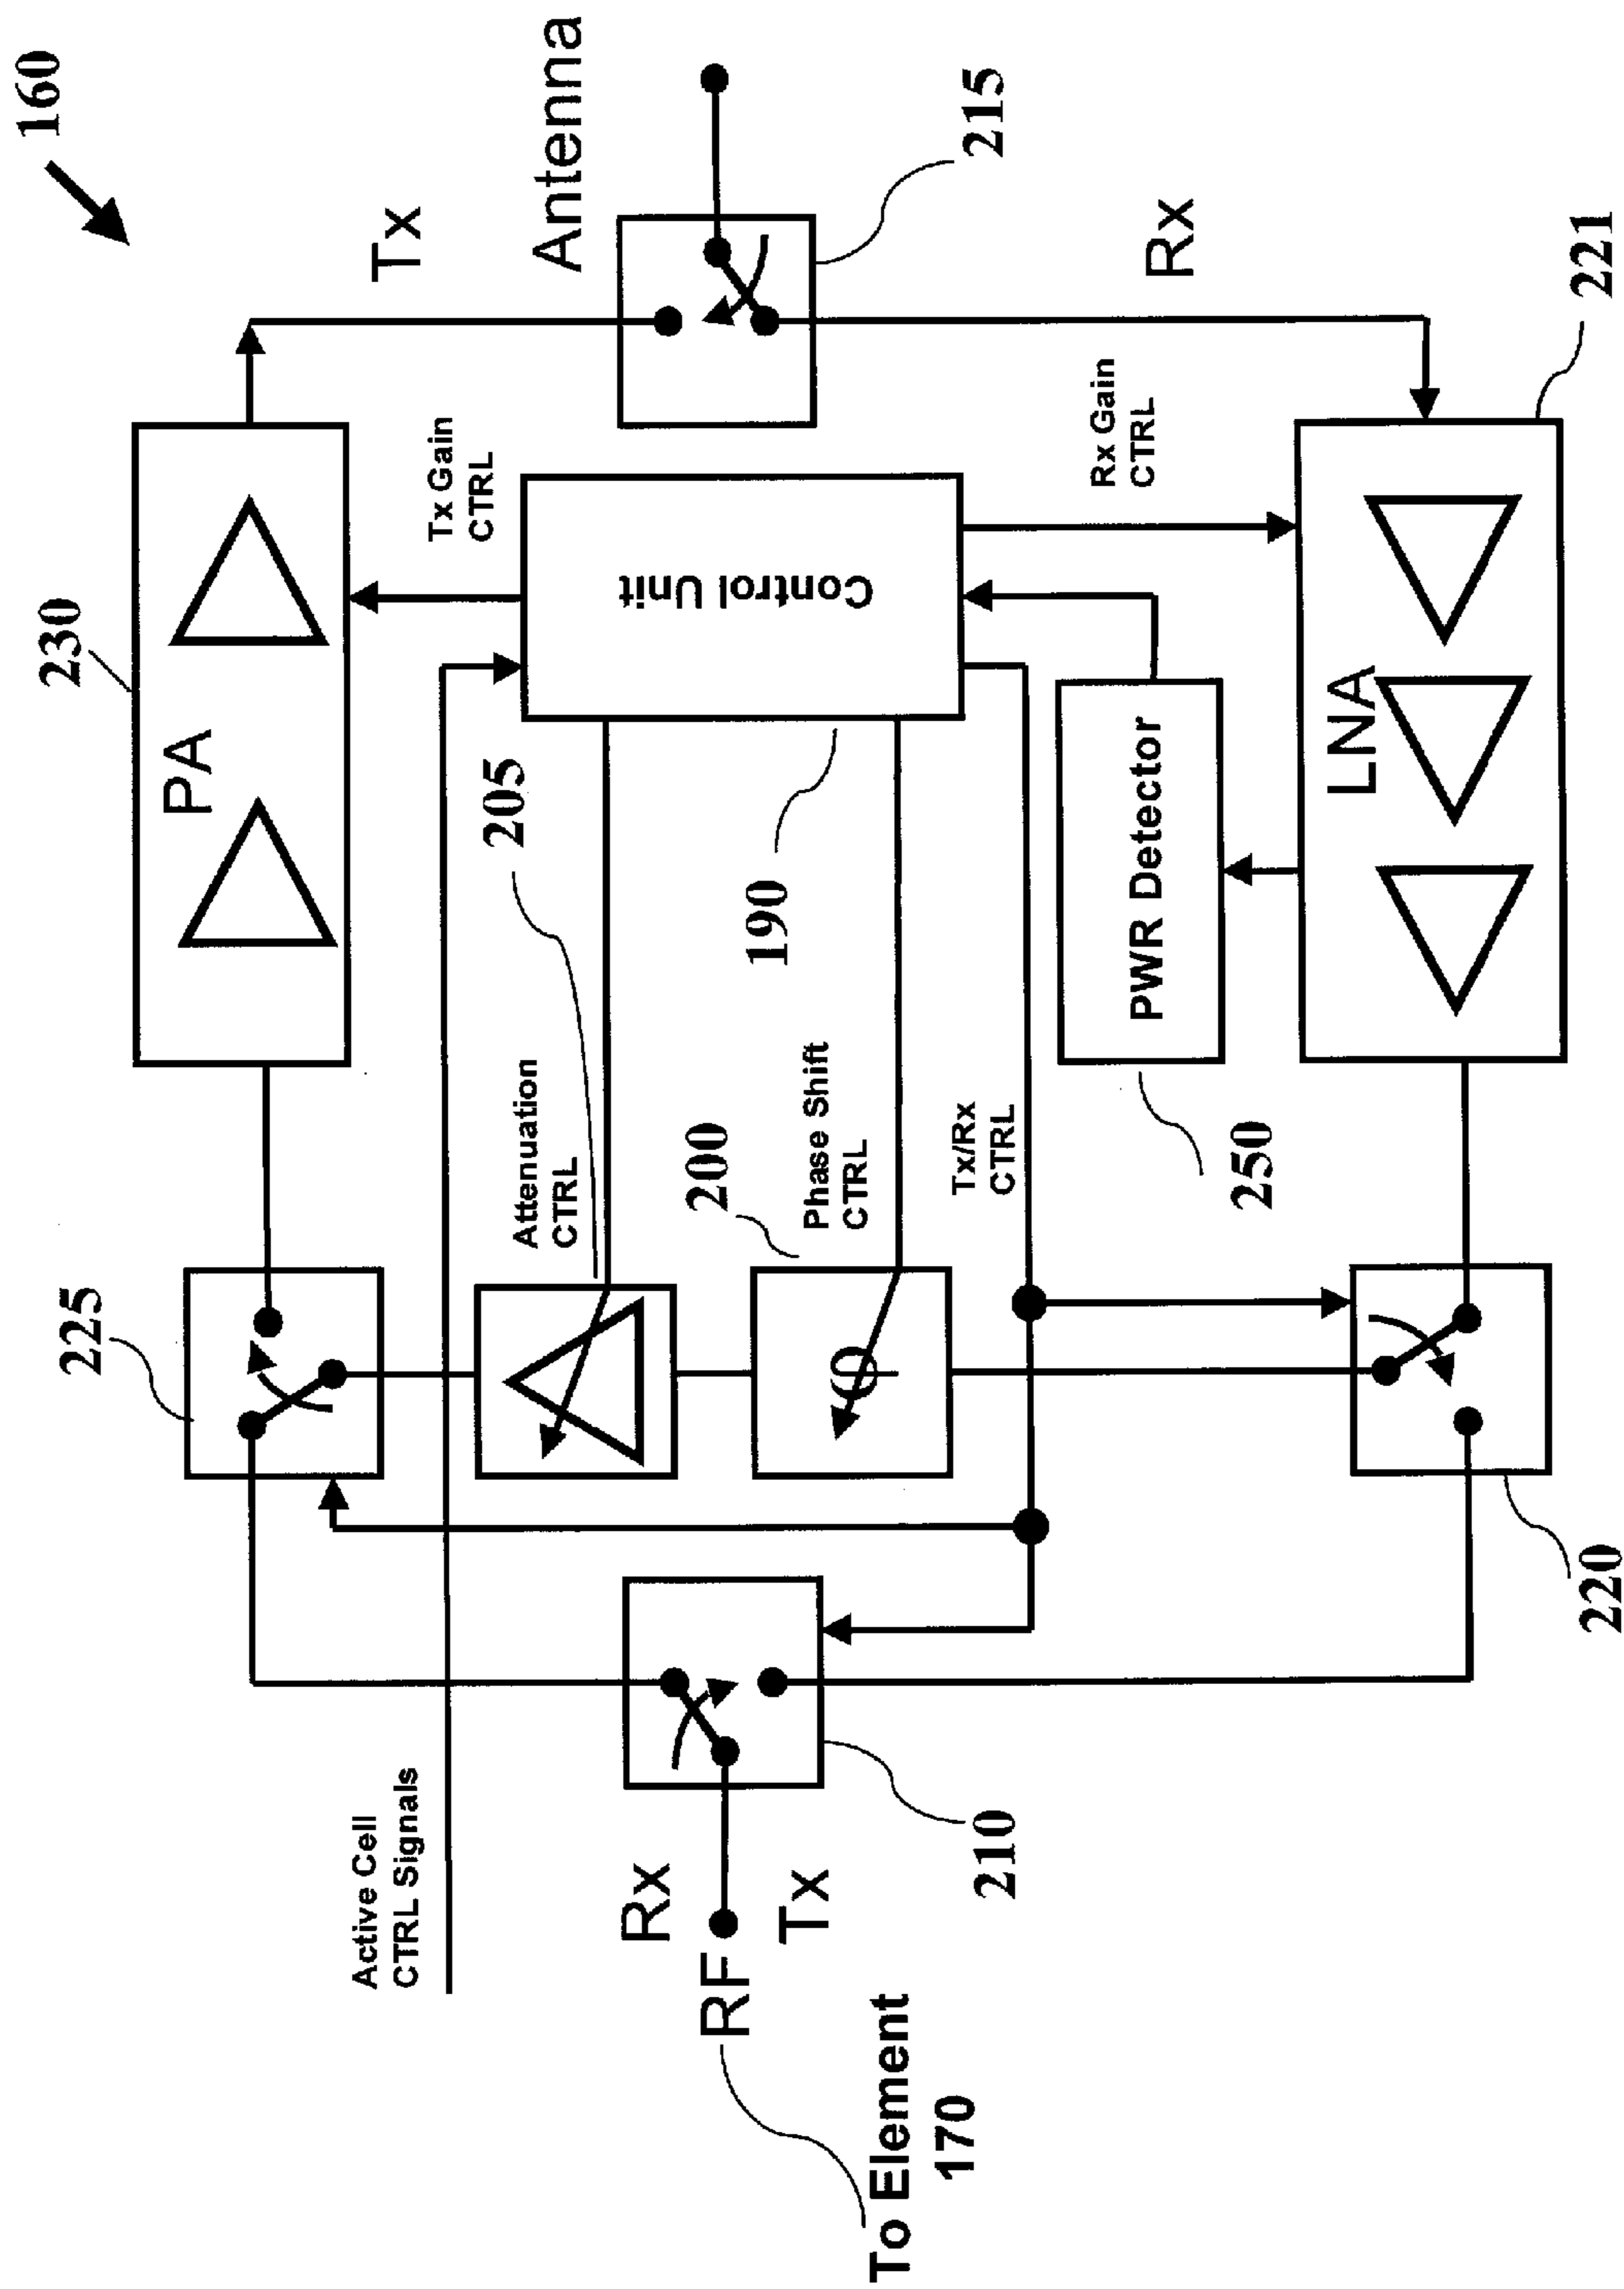 160
Tx
Antenna
215
Rx
230
PA
Tx Gain
CTRL
Control Unit
Rx Gain
CTRL
221
LNA
PWR Detector
205
190
250
225
Attenuation
CTRL
200
Phase Shift
CTRL
Tx/Rx
CTRL
φ
220
210
Active Cell
CTRL Signals
Rx
RF
Tx
To Element
170